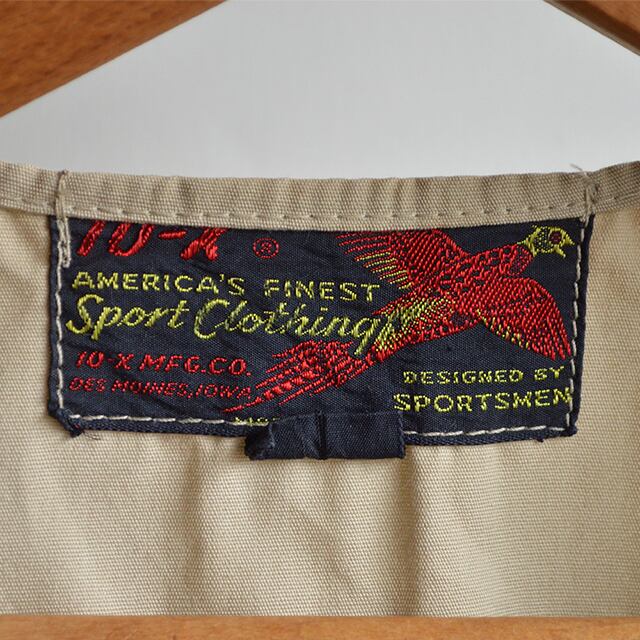 10-X ®
AMERICA'S FINEST
Sport Clothing
10-X MFG.CO.
DES MOINES, IOWA
DESIGNED BY
SPORTSMEN